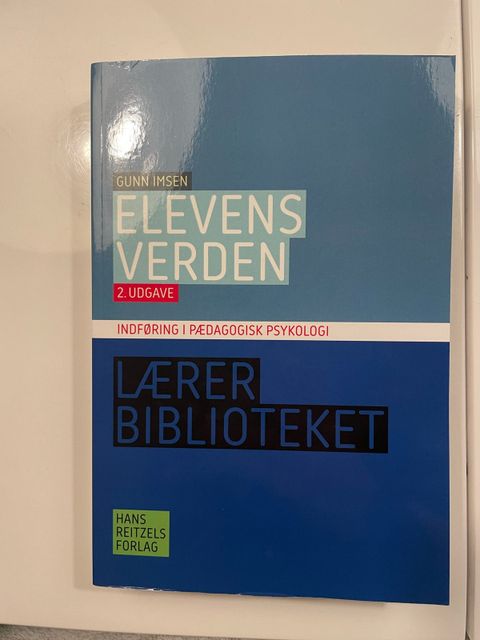 GUNN IMSEN
ELEVENS
VERDEN
2. UDGAVE
INDFØRING I PÆDAGOGISK PSYKOLOGI
LÆRER
BIBLIOTEKET
HANS
REITZELS
FORLAG